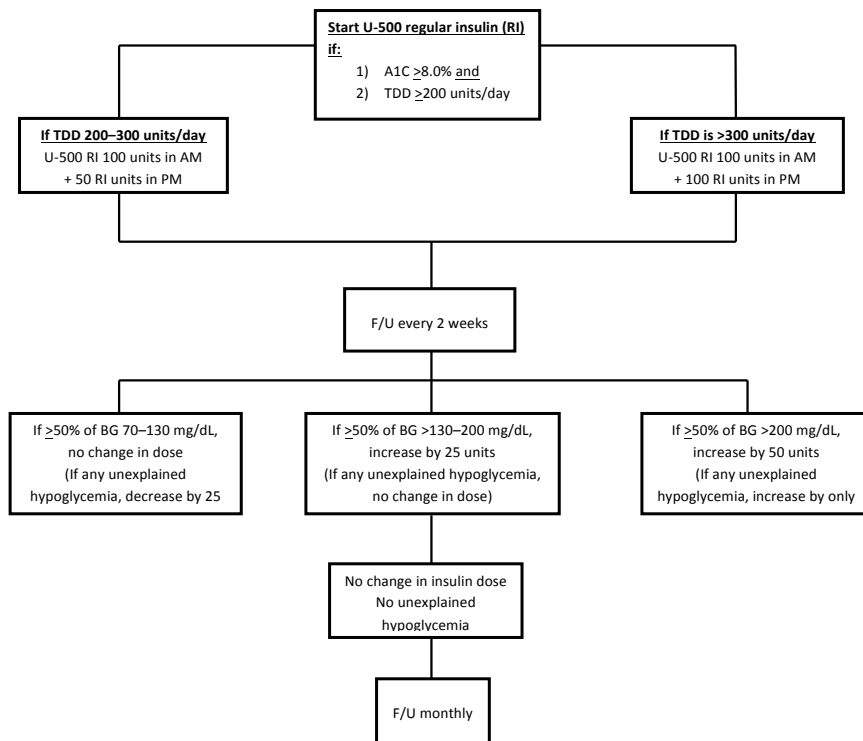 Start U-500 regular insulin (RI)
if:
1) A1C ≥8.0% and
2) TDD ≥200 units/day
If TDD 200–300 units/day
U-500 RI 100 units in AM
+ 50 RI units in PM
If TDD is >300 units/day
U-500 RI 100 units in AM
+ 100 RI units in PM
F/U every 2 weeks
If ≥50% of BG 70–130 mg/dL,
no change in dose
(If any unexplained
hypoglycemia, decrease by 25
If ≥50% of BG >130–200 mg/dL,
increase by 25 units
(If any unexplained hypoglycemia,
no change in dose)
If ≥50% of BG >200 mg/dL,
increase by 50 units
(If any unexplained
hypoglycemia, increase by only
No change in insulin dose
No unexplained
hypoglycemia
F/U monthly